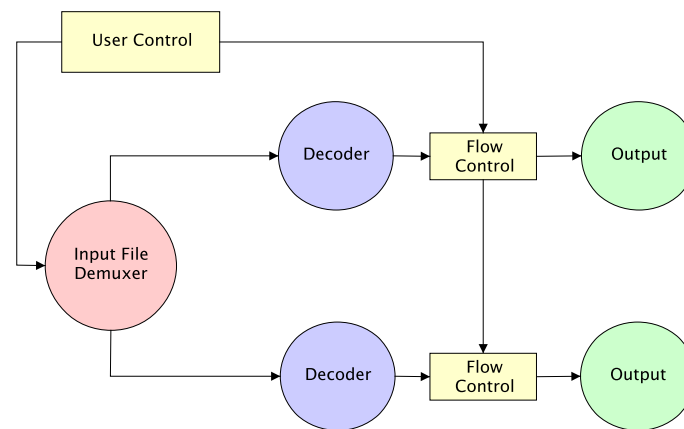 User Control
Decoder
Flow
Control
Output
Input File
Demuxer
Decoder
Flow
Control
Output